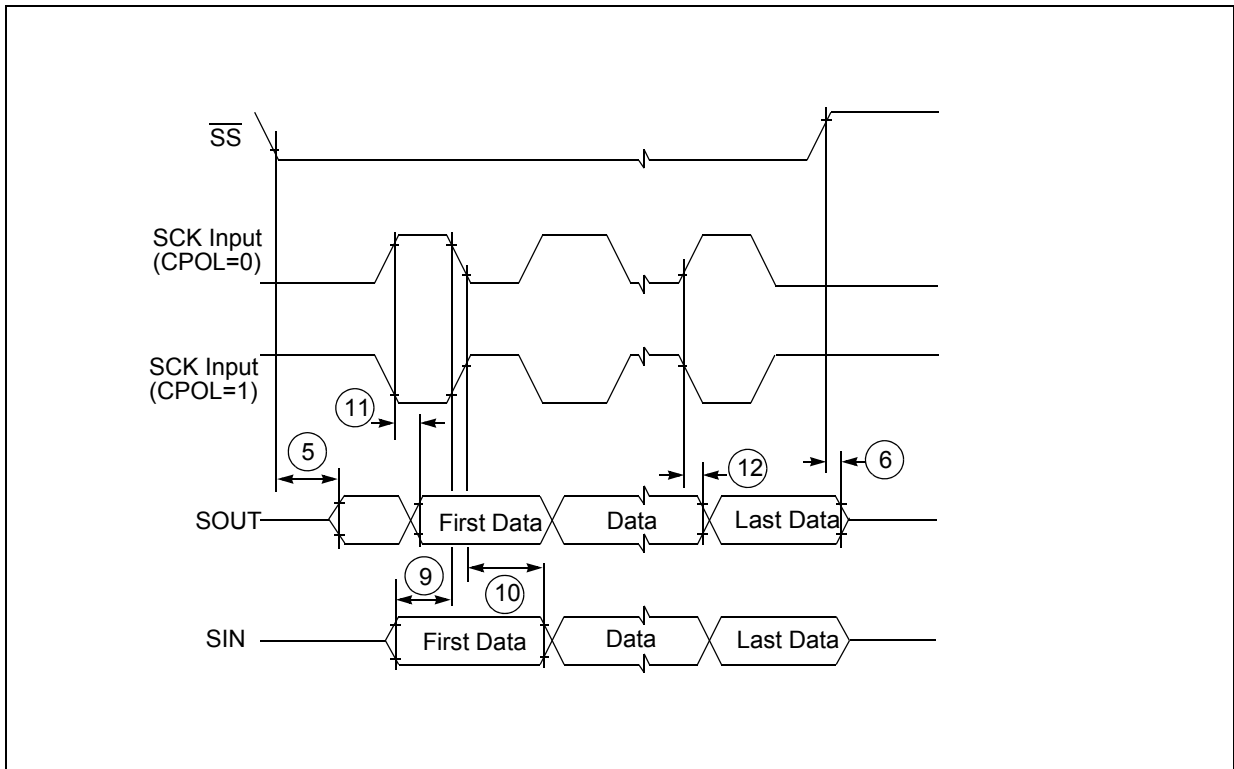 SS
SCK Input
(CPOL=0)
SCK Input
(CPOL=1)
11
5
12
6
SOUT
First Data
Data
Last Data
9
10
SIN
First Data
Data
Last Data